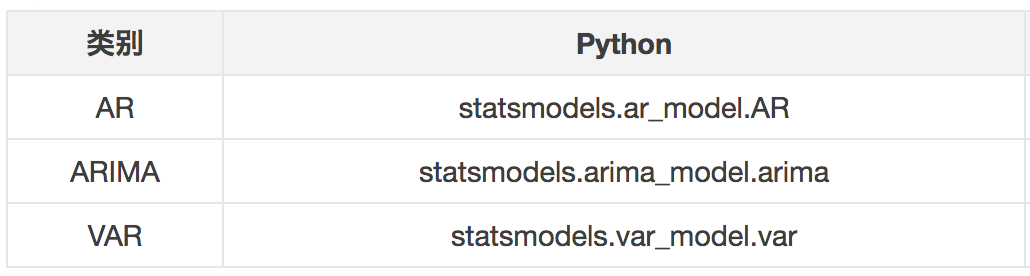 类别 Python
AR statsmodels.ar_model.AR
ARIMA statsmodels.arima_model.arima
VAR statsmodels.var_model.var